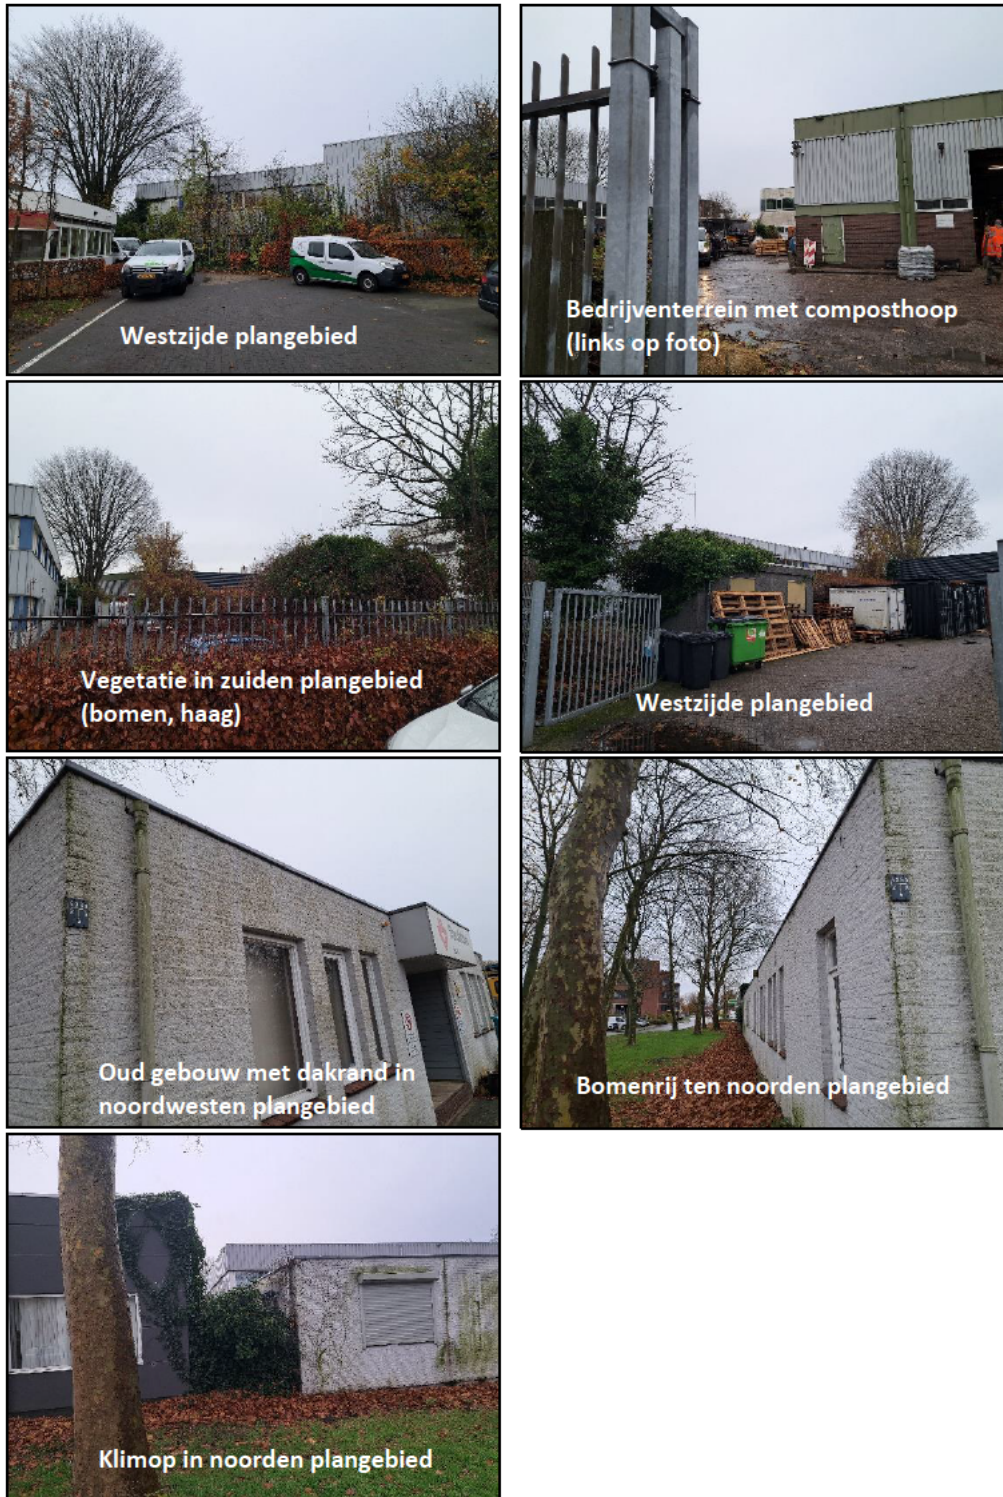 Westzijde plangebied
Bedrijventerrein met composthoop
(links op foto)
Vegetatie in zuiden plangebied
(bomen, haag)
Westzijde plangebied
Oud gebouw met dakrand in
noordwesten plangebied
Bomenrij ten noorden plangebied
Klimop in noorden plangebied